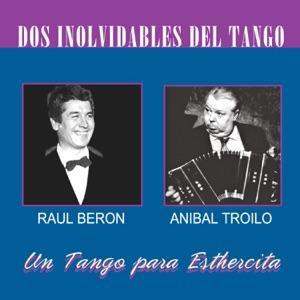 DOS INOLVIDABLES DEL TANGO
RAUL BERON
ANIBAL TROILO
Un Tango para Esthercita